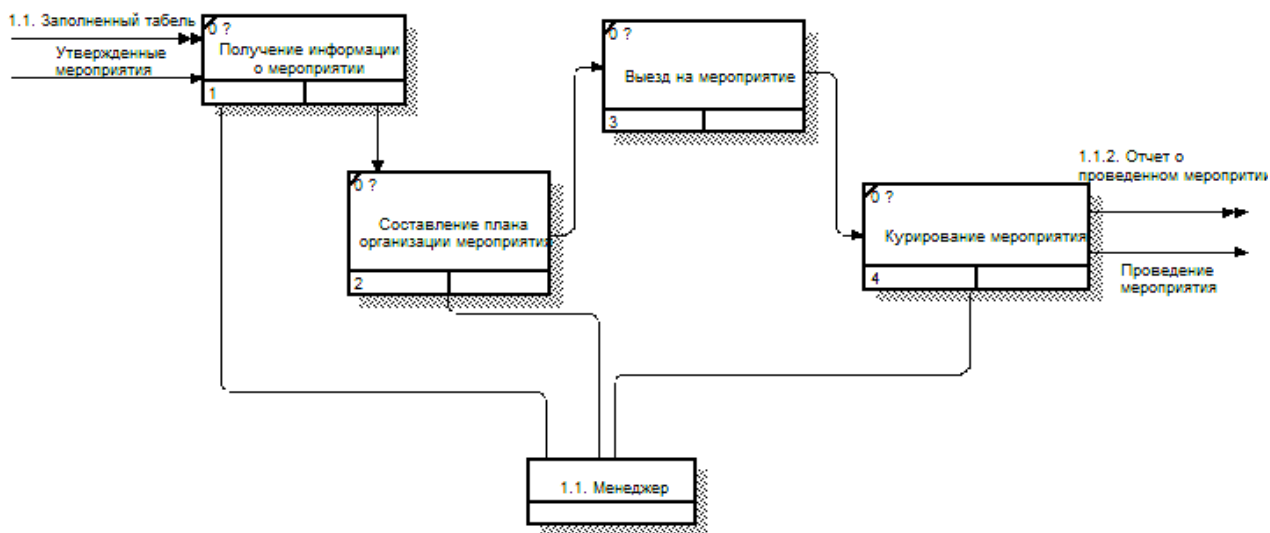 1.1. Заполненный табель
Утвержденные
мероприятия
0 ?
Получение информации
о мероприятии
1
0 ?
Выезд на мероприятие
3
0 ?
Составление плана
организации мероприятия
2
0 ?
Курирование мероприятия
4
1.1.2. Отчет о
проведенном меропритии
Проведение
мероприятия
1.1. Менеджер